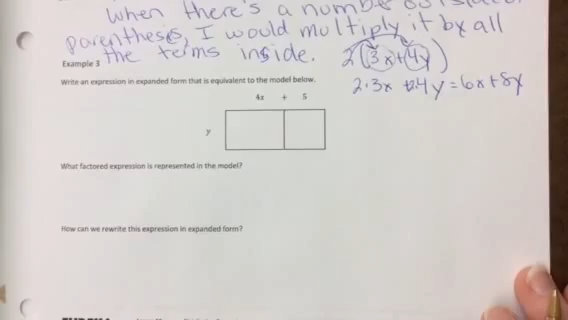 When there's a number outside
parenthesis, I would multiply it by all
the terms inside. 2(3x+4y)
Example 3
2·3x + 2·4y = 6x + 8y
Write an expression in expanded form that is equivalent to the model below.
4z + 5
y
What factored expression is represented in the model?
How can we rewrite this expression in expanded form?